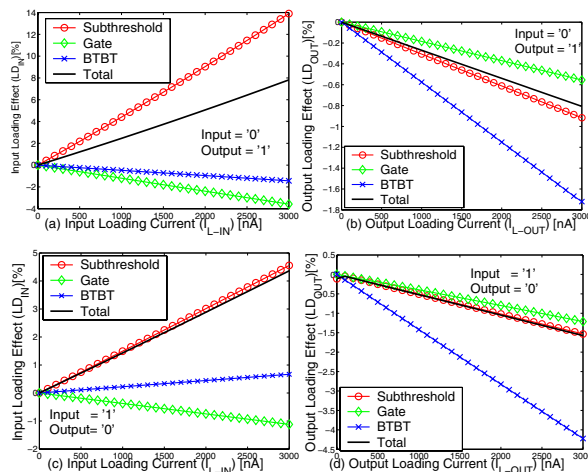 14
12
10
8
6
4
2
0
-2
-4
Input Loading Effect (LD_IN)[%]
Subthreshold
Gate
BTBT
Total
Input = '0'
Output = '1'
0 500 1000 1500 2000 2500 3000
(a) Input Loading Current (I_L-IN) [nA]
0
-0.2
-0.4
-0.6
-0.8
-1
-1.2
-1.4
-1.6
-1.8
Output Loading Effect (LD_OUT)[%]
Input = '0'
Output = '1'
Subthreshold
Gate
BTBT
Total
0 500 1000 1500 2000 2500 3000
(b) Output Loading Current (I_L-OUT) [nA]
5
4
3
2
1
0
-1
-2
Input Loading Effect (LD_IN)[%]
Subthreshold
Gate
BTBT
Total
Input = '1'
Output= '0'
0 500 1000 1500 2000 2500 3000
(c) Input Loading Current (I_L-IN) [nA]
0.5
0
-0.5
-1
-1.5
-2
-2.5
-3
-3.5
-4
-4.5
Output Loading Effect (LD_OUT)[%]
Input = '1'
Output = '0'
Subthreshold
Gate
BTBT
Total
0 500 1000 1500 2000 2500 3000
(d) Output Loading Current (I_L-OUT) [nA]